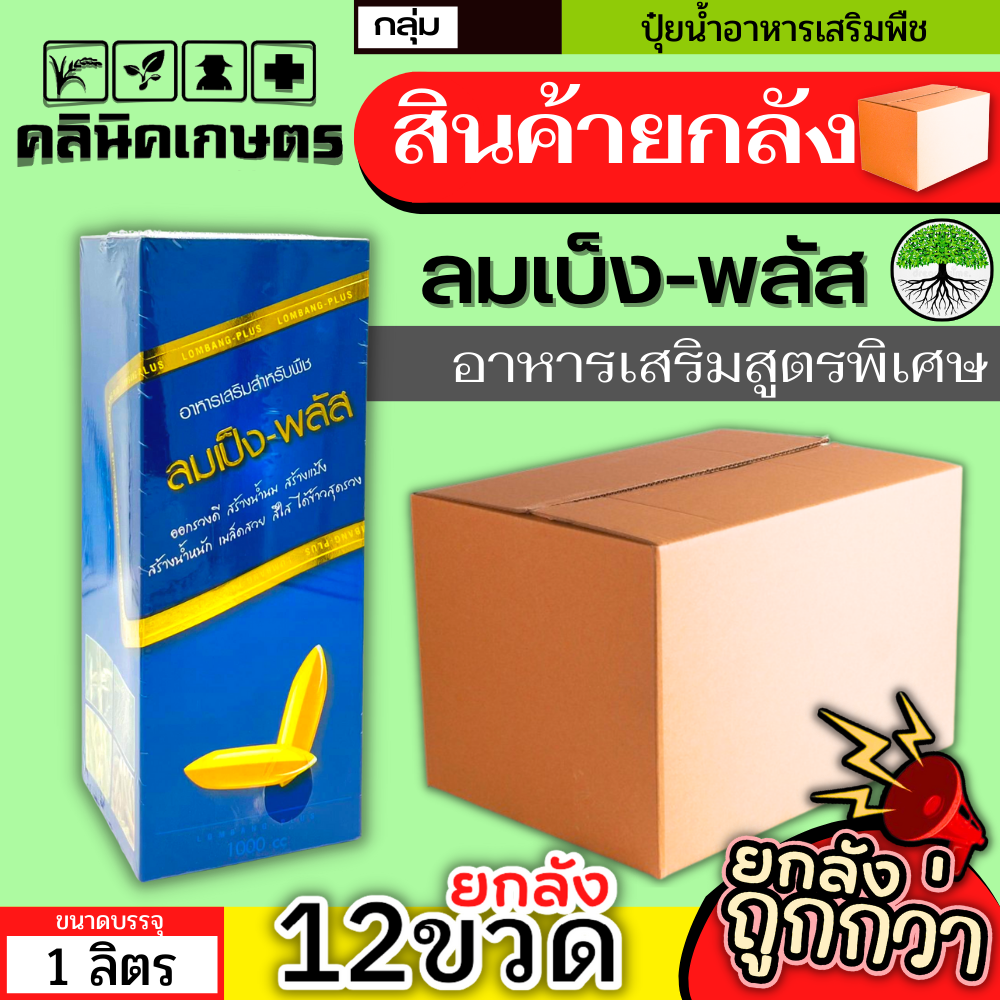 กลุ่ม
ปุ๋ยน้ำอาหารเสริมพืช
คลินิคเกษตร
สินค้ายกลัง
ลมเบ็ง-พลัส
อาหารเสริมสูตรพิเศษ
PLUS LOMBANG-PLUS LOMBANG-PLUS
อาหารเสริมสำหรับพืช
ลมเบ็ง-พลัส
ออกรวงดี สร้างน้ำนม สร้างแป้ง
สร้างน้ำหนัก เมล็ดสวย สีใส ได้ข้าวสุดรวง
1000 cc
ยกลัง
ถูกกว่า
ขนาดบรรจุ
1 ลิตร
ยกลัง
12ขวด